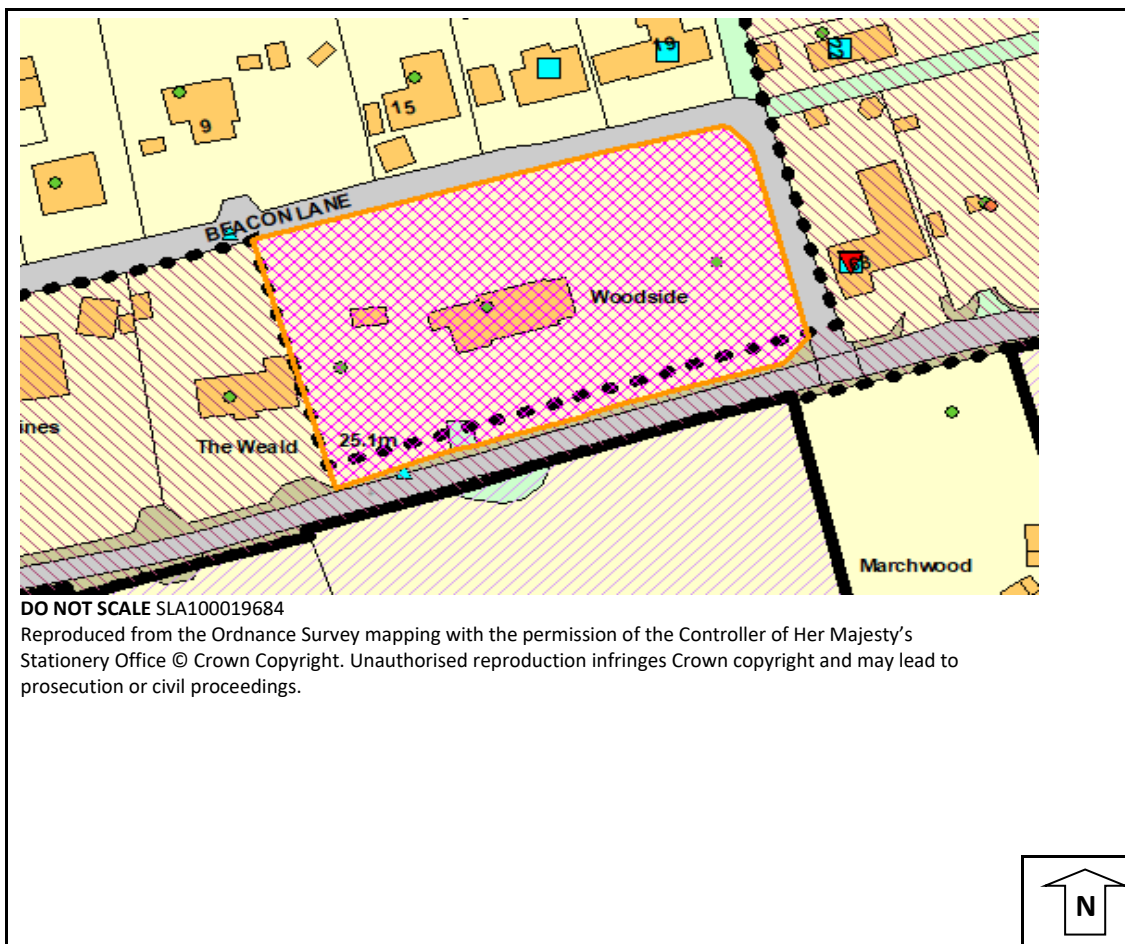 19
23
15
9
BEACON LANE
Woodside
68
ines
The Weald
25.1m
Marchwood
DO NOT SCALE SLA100019684
Reproduced from the Ordnance Survey mapping with the permission of the Controller of Her Majesty’s
Stationery Office © Crown Copyright. Unauthorised reproduction infringes Crown copyright and may lead to
prosecution or civil proceedings.
N